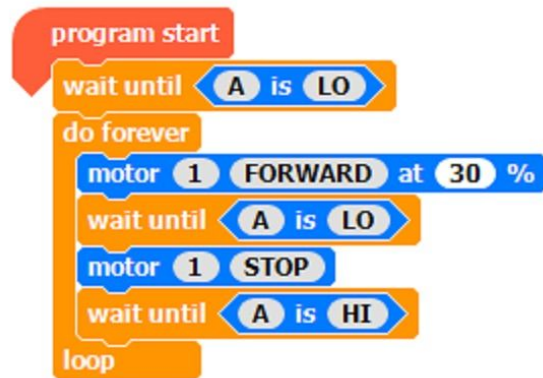 program start
wait until A is LO
do forever
motor 1 FORWARD at 30 %
wait until A is LO
motor 1 STOP
wait until A is HI
loop